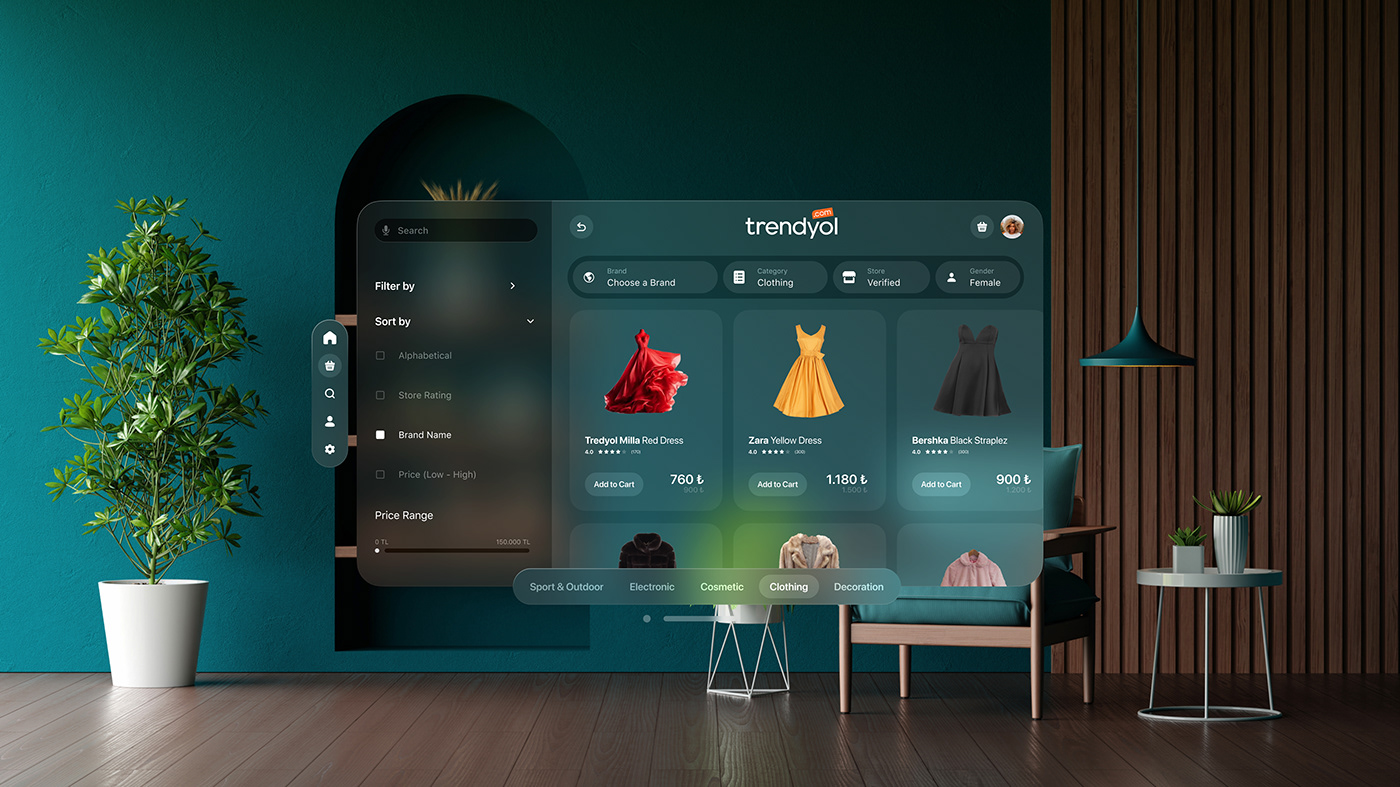 Search
Filter by
Sort by
Alphabetical
Store Rating
Brand Name
Price (Low - High)
Price Range
0 TL 150.000 TL
.com
trendyol
Brand
Choose a Brand
Category
Clothing
Store
Verified
Gender
Female
Tredyol Milla Red Dress
4.0 (170)
Add to Cart
760 ₺
900 ₺
Zara Yellow Dress
4.0 (300)
Add to Cart
1.180 ₺
1.500 ₺
Bershka Black Straplez
4.0 (300)
Add to Cart
900 ₺
1.200 ₺
Sport & Outdoor Electronic Cosmetic Clothing Decoration